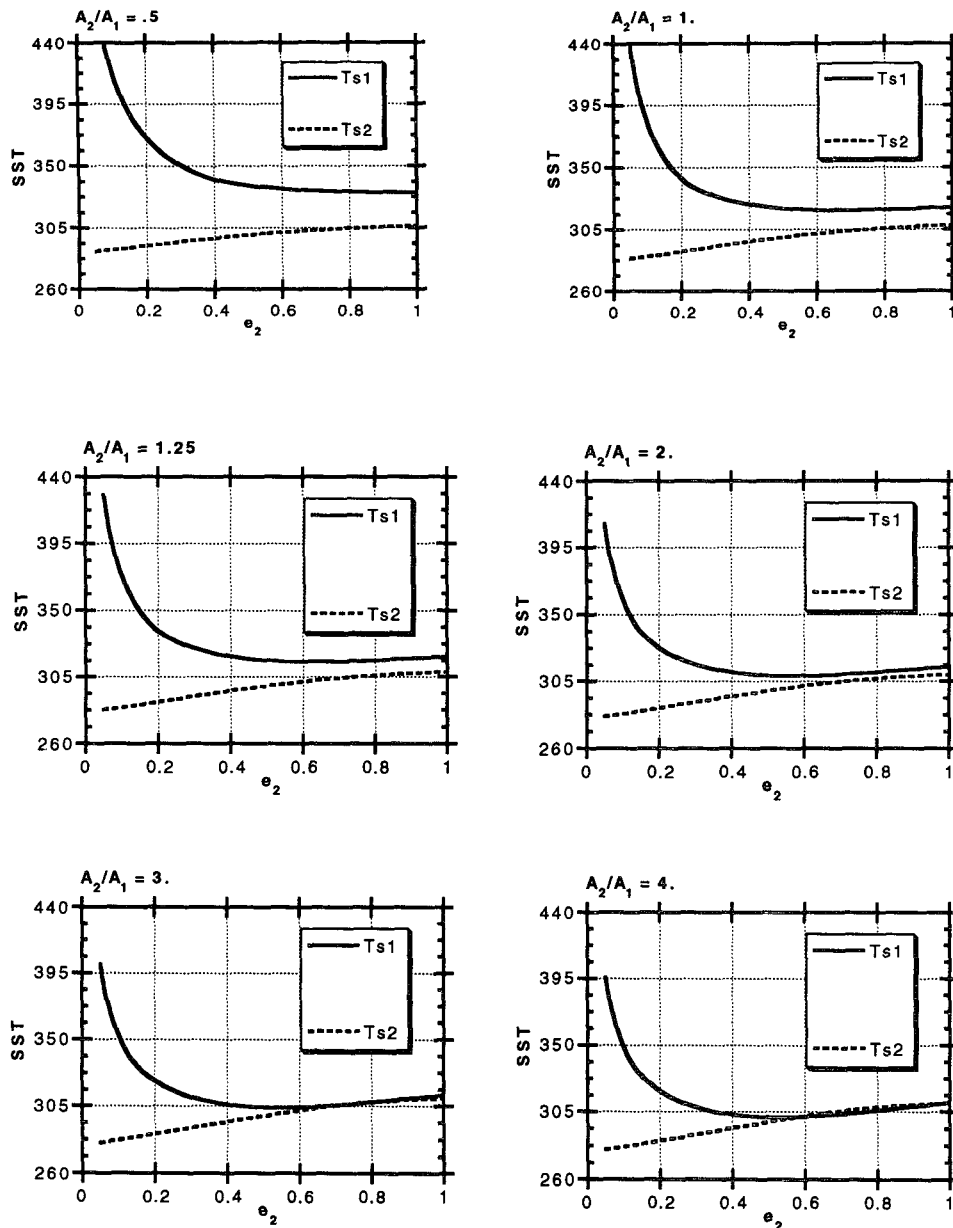 A2/A1 = .5
440
395
350
305
260
SST
Ts1
Ts2
0 0.2 0.4 0.6 0.8 1
e2
A2/A1 = 1.
440
395
350
305
260
SST
Ts1
Ts2
0 0.2 0.4 0.6 0.8 1
e2
A2/A1 = 1.25
440
395
350
305
260
SST
Ts1
Ts2
0 0.2 0.4 0.6 0.8 1
e2
A2/A1 = 2.
440
395
350
305
260
SST
Ts1
Ts2
0 0.2 0.4 0.6 0.8 1
e2
A2/A1 = 3.
440
395
350
305
260
SST
Ts1
Ts2
0 0.2 0.4 0.6 0.8 1
e2
A2/A1 = 4.
440
395
350
305
260
SST
Ts1
Ts2
0 0.2 0.4 0.6 0.8 1
e2